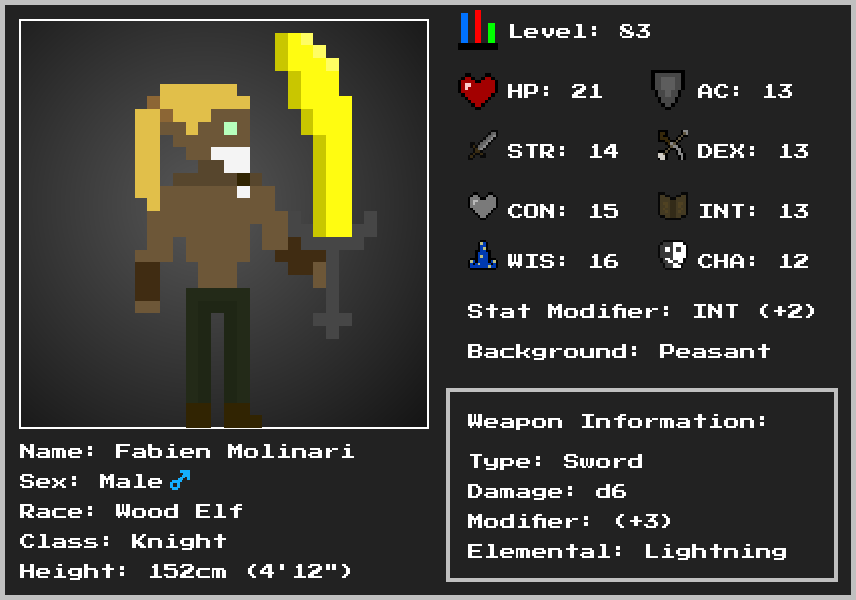 Level: 83
HP: 21 AC: 13
STR: 14 DEX: 13
CON: 15 INT: 13
WIS: 16 CHA: 12
Stat Modifier: INT (+2)
Background: Peasant
Weapon Information:
Type: Sword
Damage: d6
Modifier: (+3)
Elemental: Lightning
Name: Fabien Molinari
Sex: Male♂
Race: Wood Elf
Class: Knight
Height: 152cm (4'12")